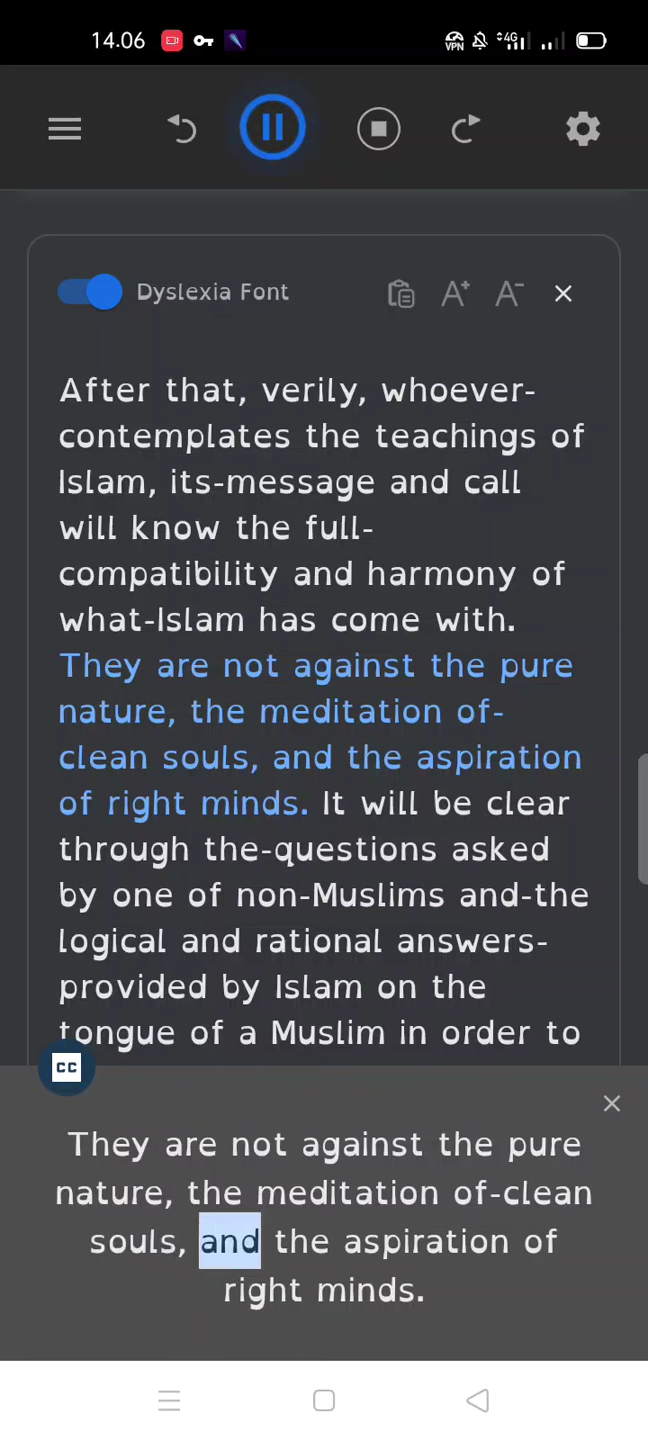 14.06
VPN 4G
Dyslexia Font A+ A-
After that, verily, whoever-
contemplates the teachings of
Islam, its-message and call
will know the full-
compatibility and harmony of
what-Islam has come with.
They are not against the pure
nature, the meditation of-
clean souls, and the aspiration
of right minds. It will be clear
through the-questions asked
by one of non-Muslims and-the
logical and rational answers-
provided by Islam on the
tongue of a Muslim in order to
CC
They are not against the pure
nature, the meditation of-clean
souls, and the aspiration of
right minds.